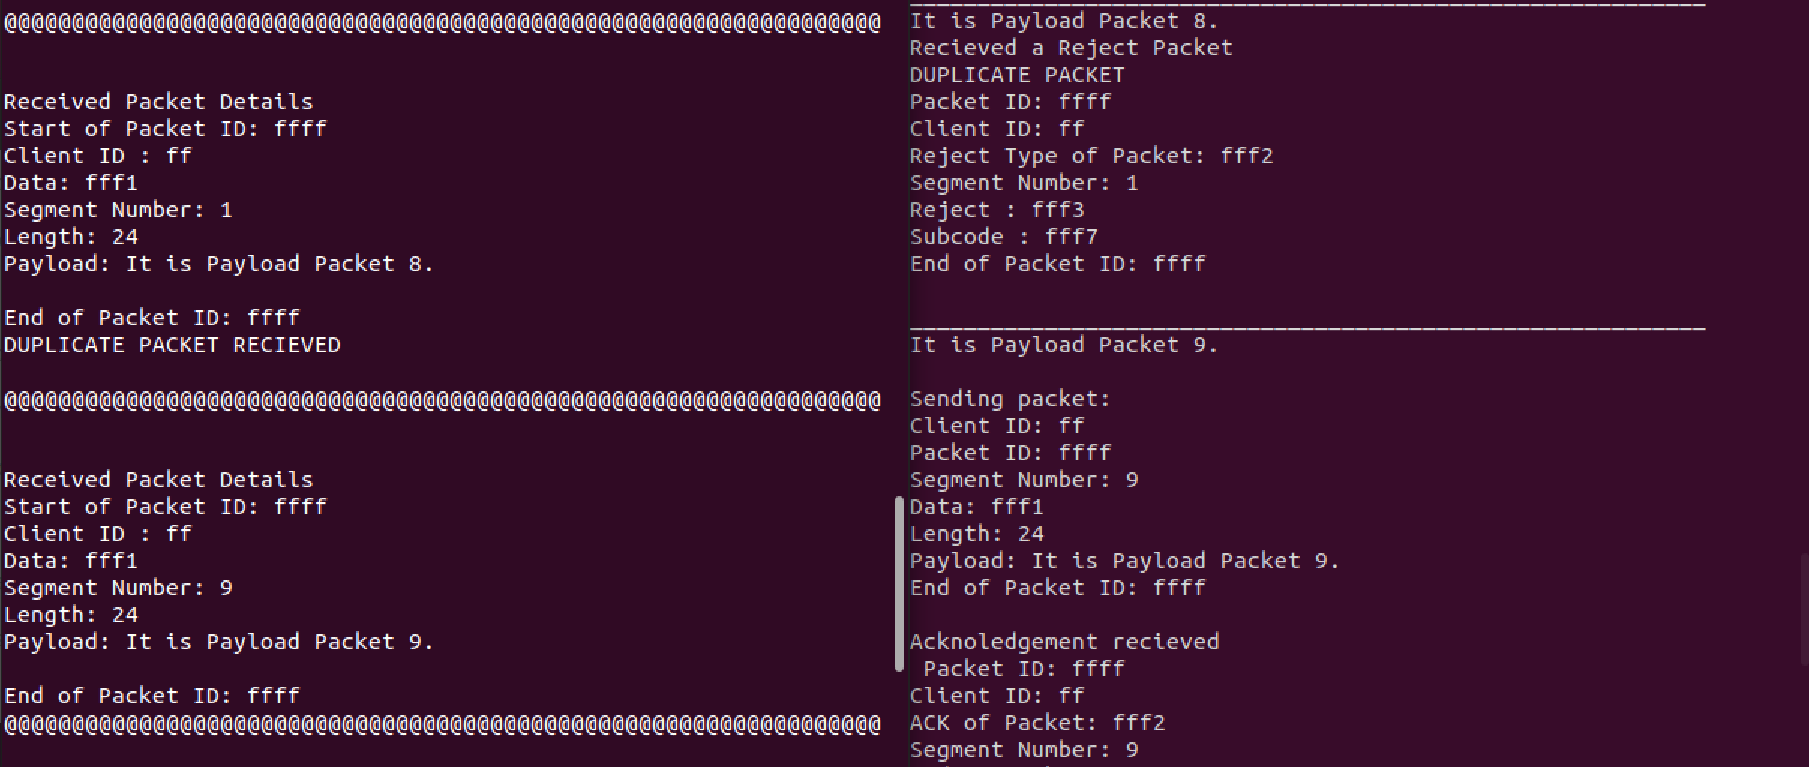 @@@@@@@@@@@@@@@@@@@@@@@@@@@@@@@@@@@@@@@@@@@@@@@@@@@@@@@@@@@@@@@@@
Received Packet Details
Start of Packet ID: ffff
Client ID : ff
Data: fff1
Segment Number: 1
Length: 24
Payload: It is Payload Packet 8.
End of Packet ID: ffff
DUPLICATE PACKET RECIEVED
@@@@@@@@@@@@@@@@@@@@@@@@@@@@@@@@@@@@@@@@@@@@@@@@@@@@@@@@@@@@@@@@@
Received Packet Details
Start of Packet ID: ffff
Client ID : ff
Data: fff1
Segment Number: 9
Length: 24
Payload: It is Payload Packet 9.
End of Packet ID: ffff
@@@@@@@@@@@@@@@@@@@@@@@@@@@@@@@@@@@@@@@@@@@@@@@@@@@@@@@@@@@@@@@@@
___________________________________________________________
It is Payload Packet 8.
Recieved a Reject Packet
DUPLICATE PACKET
Packet ID: ffff
Client ID: ff
Reject Type of Packet: fff2
Segment Number: 1
Reject : fff3
Subcode : fff7
End of Packet ID: ffff
___________________________________________________________
It is Payload Packet 9.
Sending packet:
Client ID: ff
Packet ID: ffff
Segment Number: 9
Data: fff1
Length: 24
Payload: It is Payload Packet 9.
End of Packet ID: ffff
Acknoledgement recieved
Packet ID: ffff
Client ID: ff
ACK of Packet: fff2
Segment Number: 9